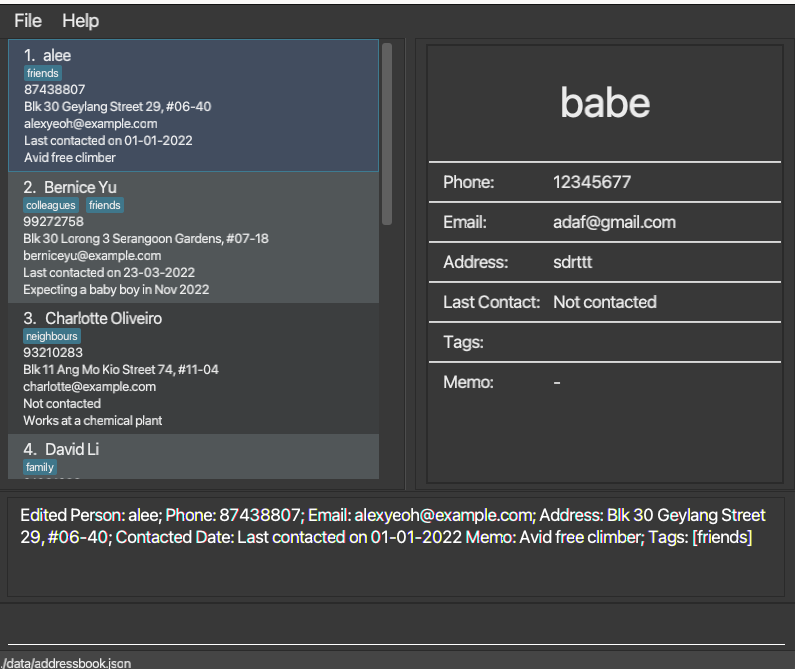 File Help
1. alee
friends
87438807
Blk 30 Geylang Street 29, #06-40
alexyeoh@example.com
Last contacted on 01-01-2022
Avid free climber
2. Bernice Yu
colleagues friends
99272758
Blk 30 Lorong 3 Serangoon Gardens, #07-18
berniceyu@example.com
Last contacted on 23-03-2022
Expecting a baby boy in Nov 2022
3. Charlotte Oliveiro
neighbours
93210283
Blk 11 Ang Mo Kio Street 74, #11-04
charlotte@example.com
Not contacted
Works at a chemical plant
4. David Li
family
babe
Phone: 12345677
Email: adaf@gmail.com
Address: sdrttt
Last Contact: Not contacted
Tags:
Memo: -
Edited Person: alee; Phone: 87438807; Email: alexyeoh@example.com; Address: Blk 30 Geylang Street
29, #06-40; Contacted Date: Last contacted on 01-01-2022 Memo: Avid free climber; Tags: [friends]
./data/addressbook.json